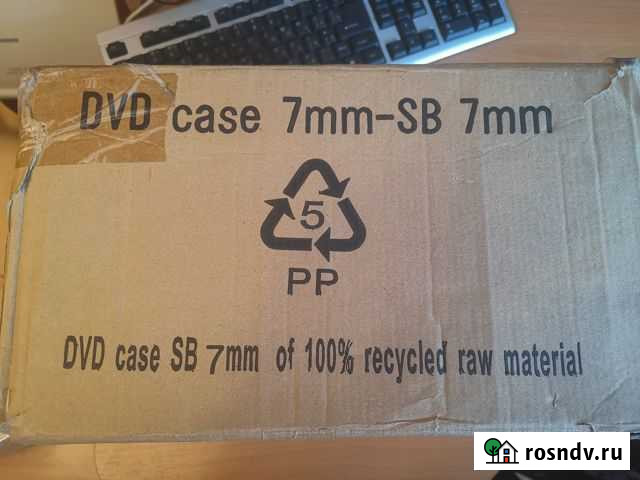 DVD case 7mm-SB 7mm
5
PP
DVD case SB 7mm of 100% recycled raw material
rosndv.ru